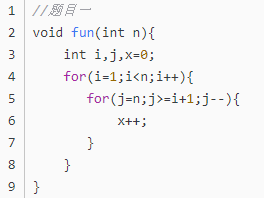 1 //题目一
2 void fun(int n){
3     int i,j,x=0;
4     for(i=1;i<n;i++){
5         for(j=n;j>=i+1;j--){
6             x++;
7         }
8     }
9 }